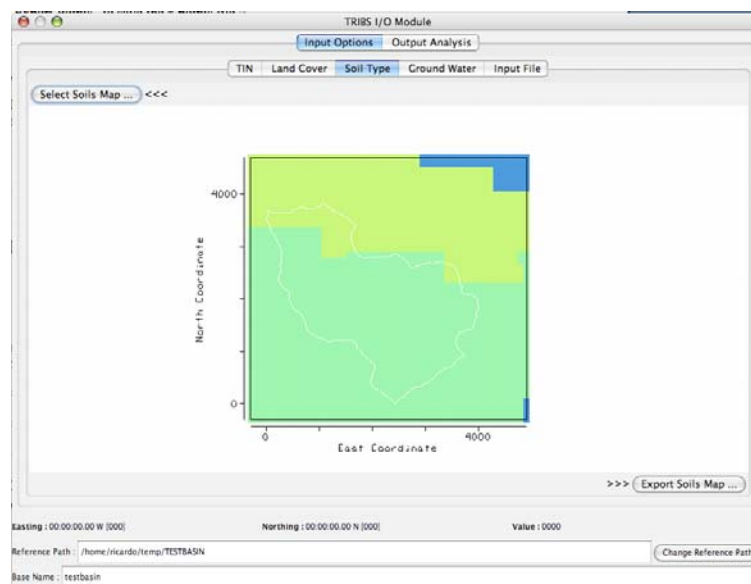 TRIBS I/O Module
Input Options Output Analysis
TIN Land Cover Soil Type Ground Water Input File
Select Soils Map ... <<<
4000
0
North Coordinate
0 4000
East Coordinate
>>> Export Soils Map ...
Easting : 00:00:00.00 W [000] Northing : 00:00:00.00 N [000] Value : 0000
Reference Path : /home/ricardo/temp/TESTBASIN Change Reference Path
Base Name : testbasin